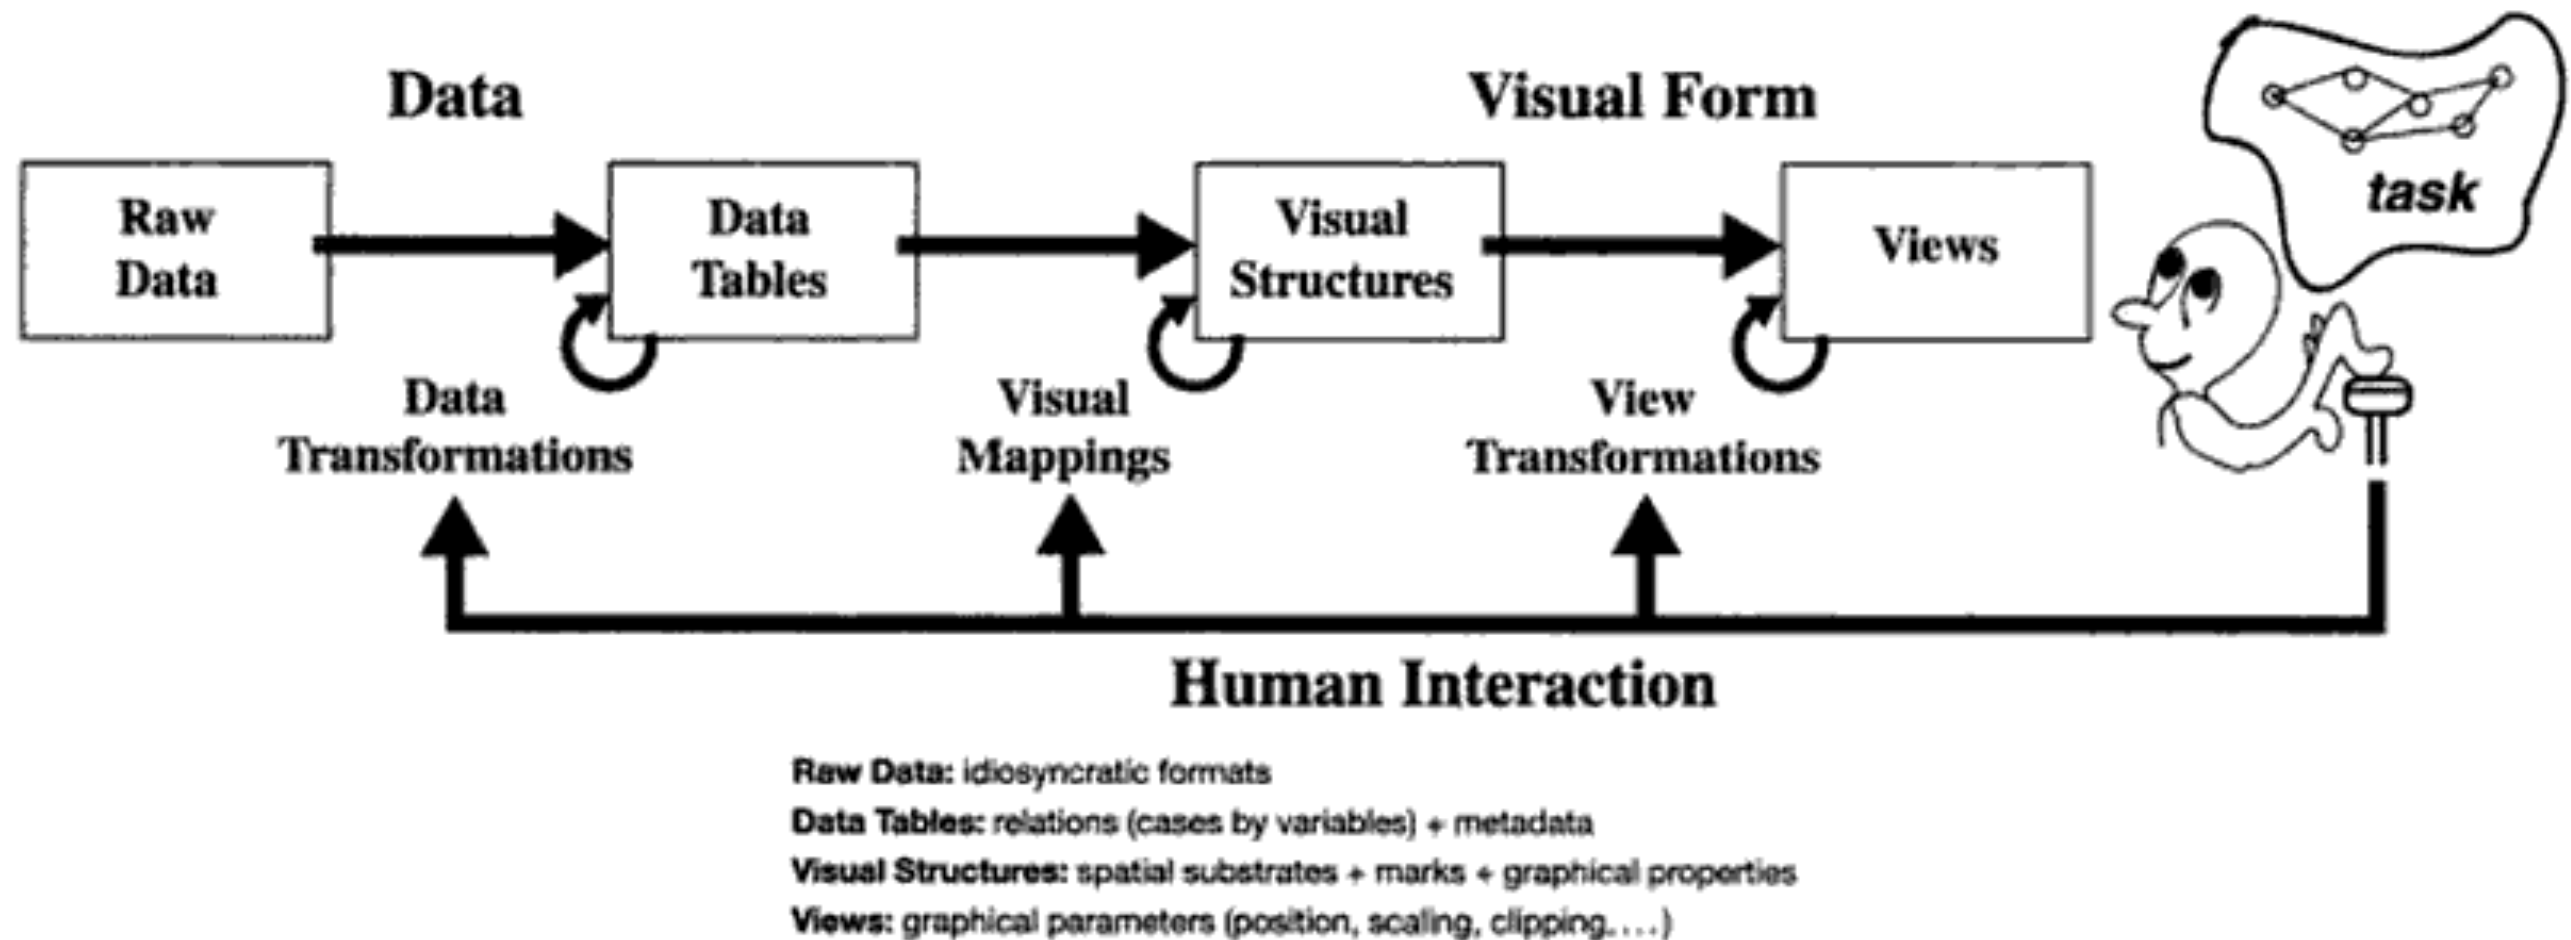 Data
Visual Form
task
Raw
Data
Data
Tables
Visual
Structures
Views
Data
Transformations
Visual
Mappings
View
Transformations
Human Interaction
Raw Data: idiosyncratic formats
Data Tables: relations (cases by variables) + metadata
Visual Structures: spatial substrates + marks + graphical properties
Views: graphical parameters (position, scaling, clipping, . . .)